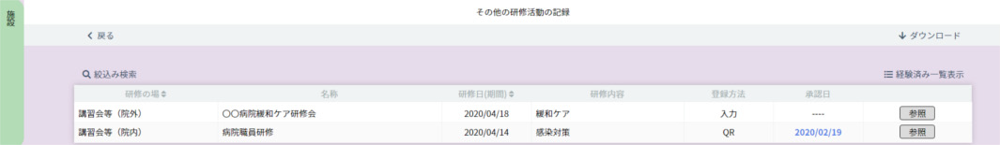 施設
その他の研修活動の記録
戻る ダウンロード
絞込み検索 経験済み一覧表示
研修の場 名称 研修日(期間) 研修内容 登録方法 承認日
講習会等（院外） 〇〇病院緩和ケア研修会 2020/04/18 緩和ケア 入力 ---- 参照
講習会等（院内） 病院職員研修 2020/04/14 感染対策 QR 2020/02/19 参照